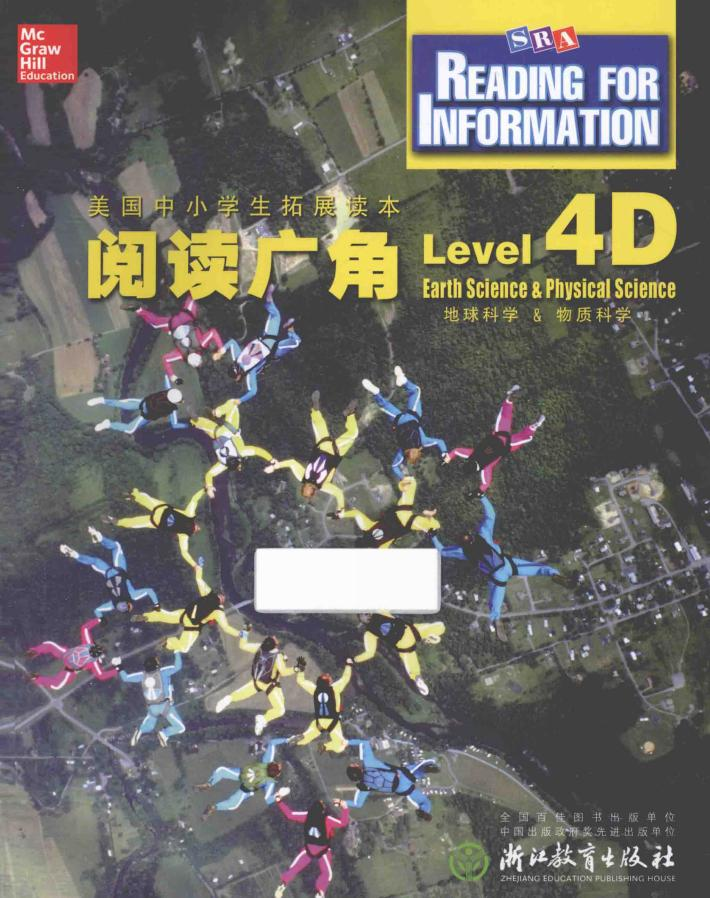 Mc
Graw
Hill
Education
SRA
READING FOR
INFORMATION
美国中小学生拓展读本
阅读广角
Level 4D
Earth Science & Physical Science
地球科学 & 物质科学
全国百佳图书出版单位
中国出版政府奖先进出版单位
浙江教育出版社
ZHEJIANG EDUCATION PUBLISHING HOUSE